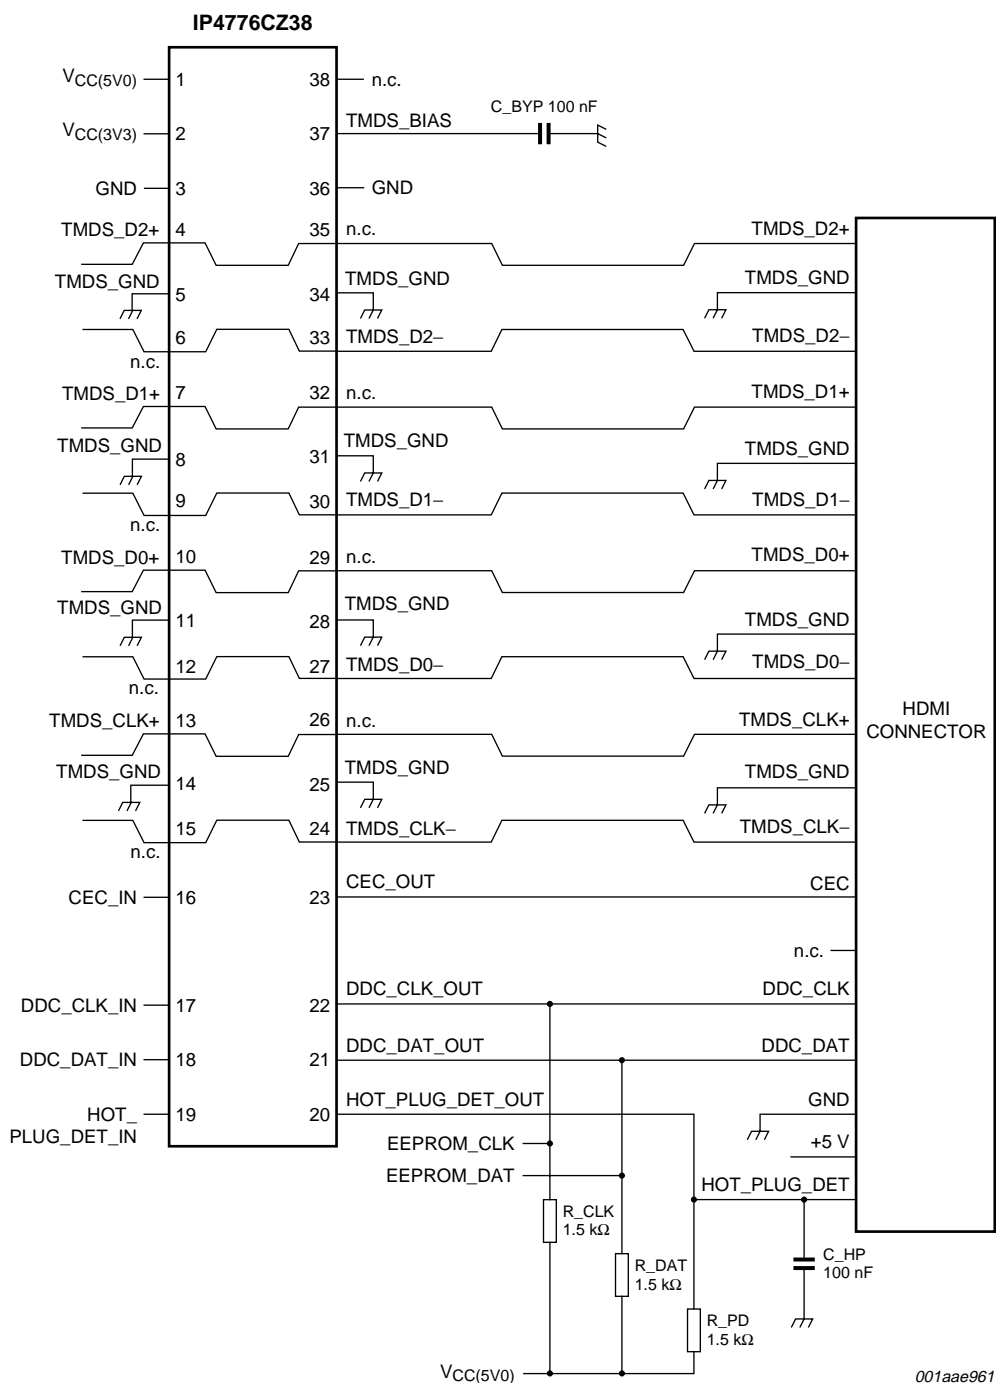 IP4776CZ38
VCC(5V0) 1 38 n.c.
C_BYP 100 nF
VCC(3V3) 2 37 TMDS_BIAS
GND 3 36 GND
TMDS_D2+ 4 35 n.c. TMDS_D2+
TMDS_GND 5 34 TMDS_GND TMDS_GND
n.c. 6 33 TMDS_D2− TMDS_D2−
TMDS_D1+ 7 32 n.c. TMDS_D1+
TMDS_GND 8 31 TMDS_GND TMDS_GND
n.c. 9 30 TMDS_D1− TMDS_D1−
TMDS_D0+ 10 29 n.c. TMDS_D0+
TMDS_GND 11 28 TMDS_GND TMDS_GND
n.c. 12 27 TMDS_D0− TMDS_D0−
TMDS_CLK+ 13 26 n.c. TMDS_CLK+
HDMI
CONNECTOR
TMDS_GND 14 25 TMDS_GND TMDS_GND
n.c. 15 24 TMDS_CLK− TMDS_CLK−
CEC_IN 16 23 CEC_OUT CEC
n.c.
DDC_CLK_IN 17 22 DDC_CLK_OUT DDC_CLK
DDC_DAT_IN 18 21 DDC_DAT_OUT DDC_DAT
HOT_
PLUG_DET_IN 19 20 HOT_PLUG_DET_OUT GND
EEPROM_CLK +5 V
EEPROM_DAT HOT_PLUG_DET
R_CLK
1.5 kΩ
R_DAT
1.5 kΩ
C_HP
100 nF
R_PD
1.5 kΩ
VCC(5V0)
001aae961